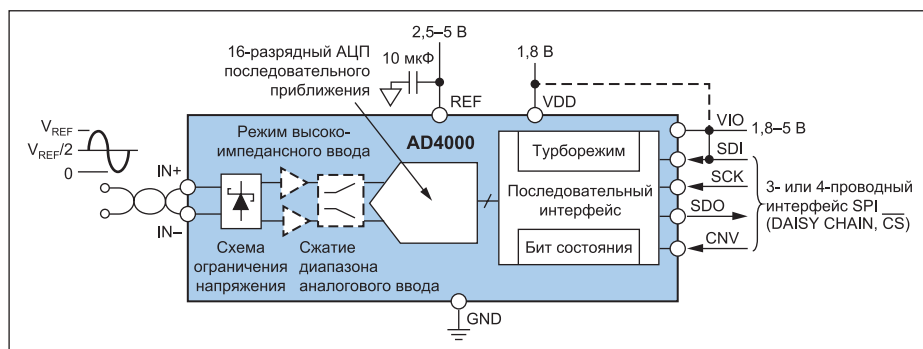 2,5–5 В
16-разрядный АЦП
последовательного
приближения
10 мкФ
1,8 В
REF
VDD
VIO
1,8–5 В
VREF
VREF/2
0
Режим высоко-
импедансного ввода
AD4000
Турборежим
SDI
IN+
SCK
Последовательный
интерфейс
3- или 4-проводный
интерфейс SPI
(DAISY CHAIN, CS)
SDO
IN–
Бит состояния
CNV
Схема
ограничения
напряжения
Сжатие
диапазона
аналогового ввода
GND